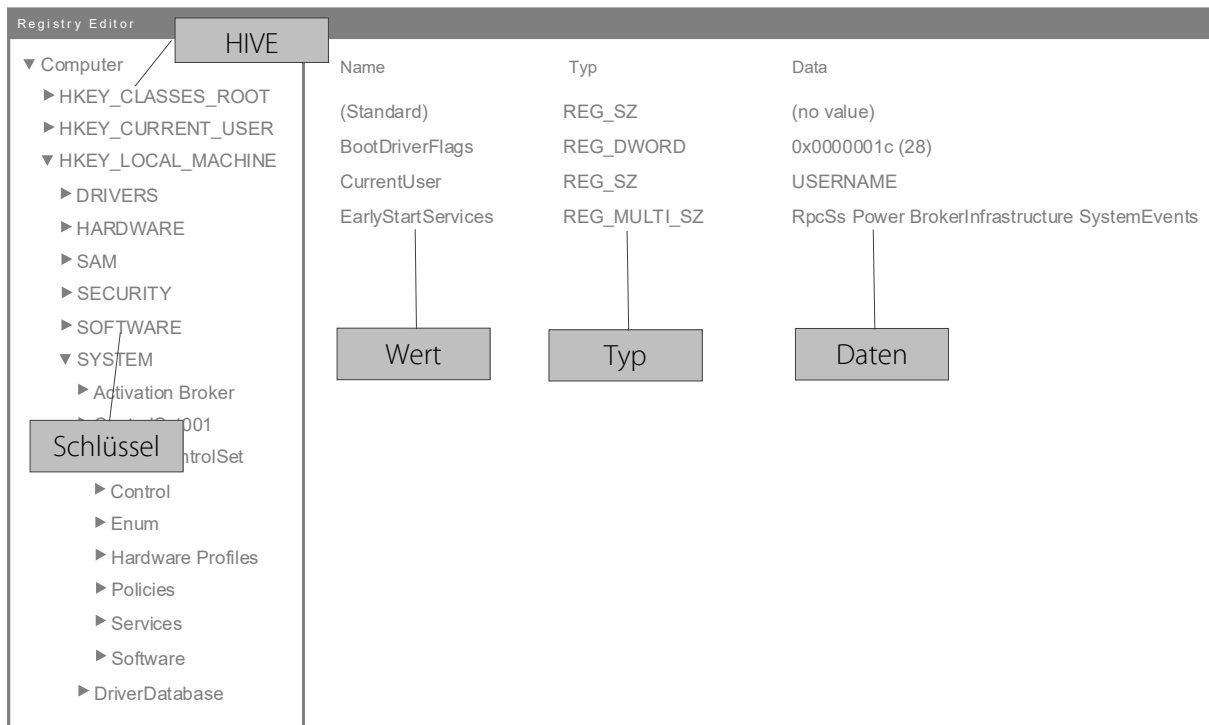 Registry Editor
HIVE
Computer
HKEY_CLASSES_ROOT
HKEY_CURRENT_USER
HKEY_LOCAL_MACHINE
DRIVERS
HARDWARE
SAM
SECURITY
SOFTWARE
SYSTEM
Activation Broker
001
Schlüssel
ntrolSet
Control
Enum
Hardware Profiles
Policies
Services
Software
DriverDatabase
Name Typ Data
(Standard) REG_SZ (no value)
BootDriverFlags REG_DWORD 0x0000001c (28)
CurrentUser REG_SZ USERNAME
EarlyStartServices REG_MULTI_SZ RpcSs Power BrokerInfrastructure SystemEvents
Wert Typ Daten